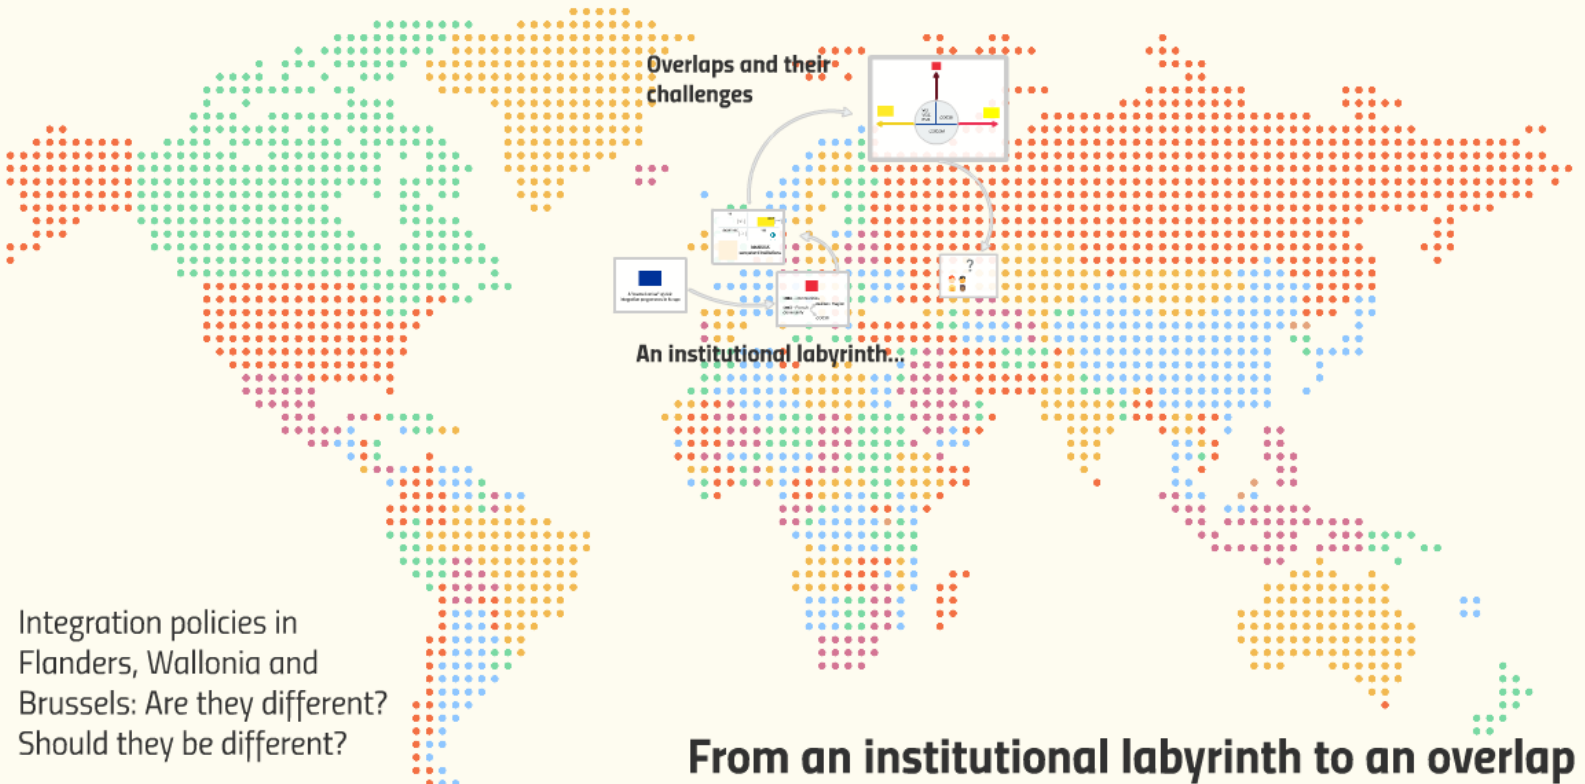 Overlaps and their
challenges
An institutional labyrinth...
?
Integration policies in
Flanders, Wallonia and
Brussels: Are they different?
Should they be different?
From an institutional labyrinth to an overlap